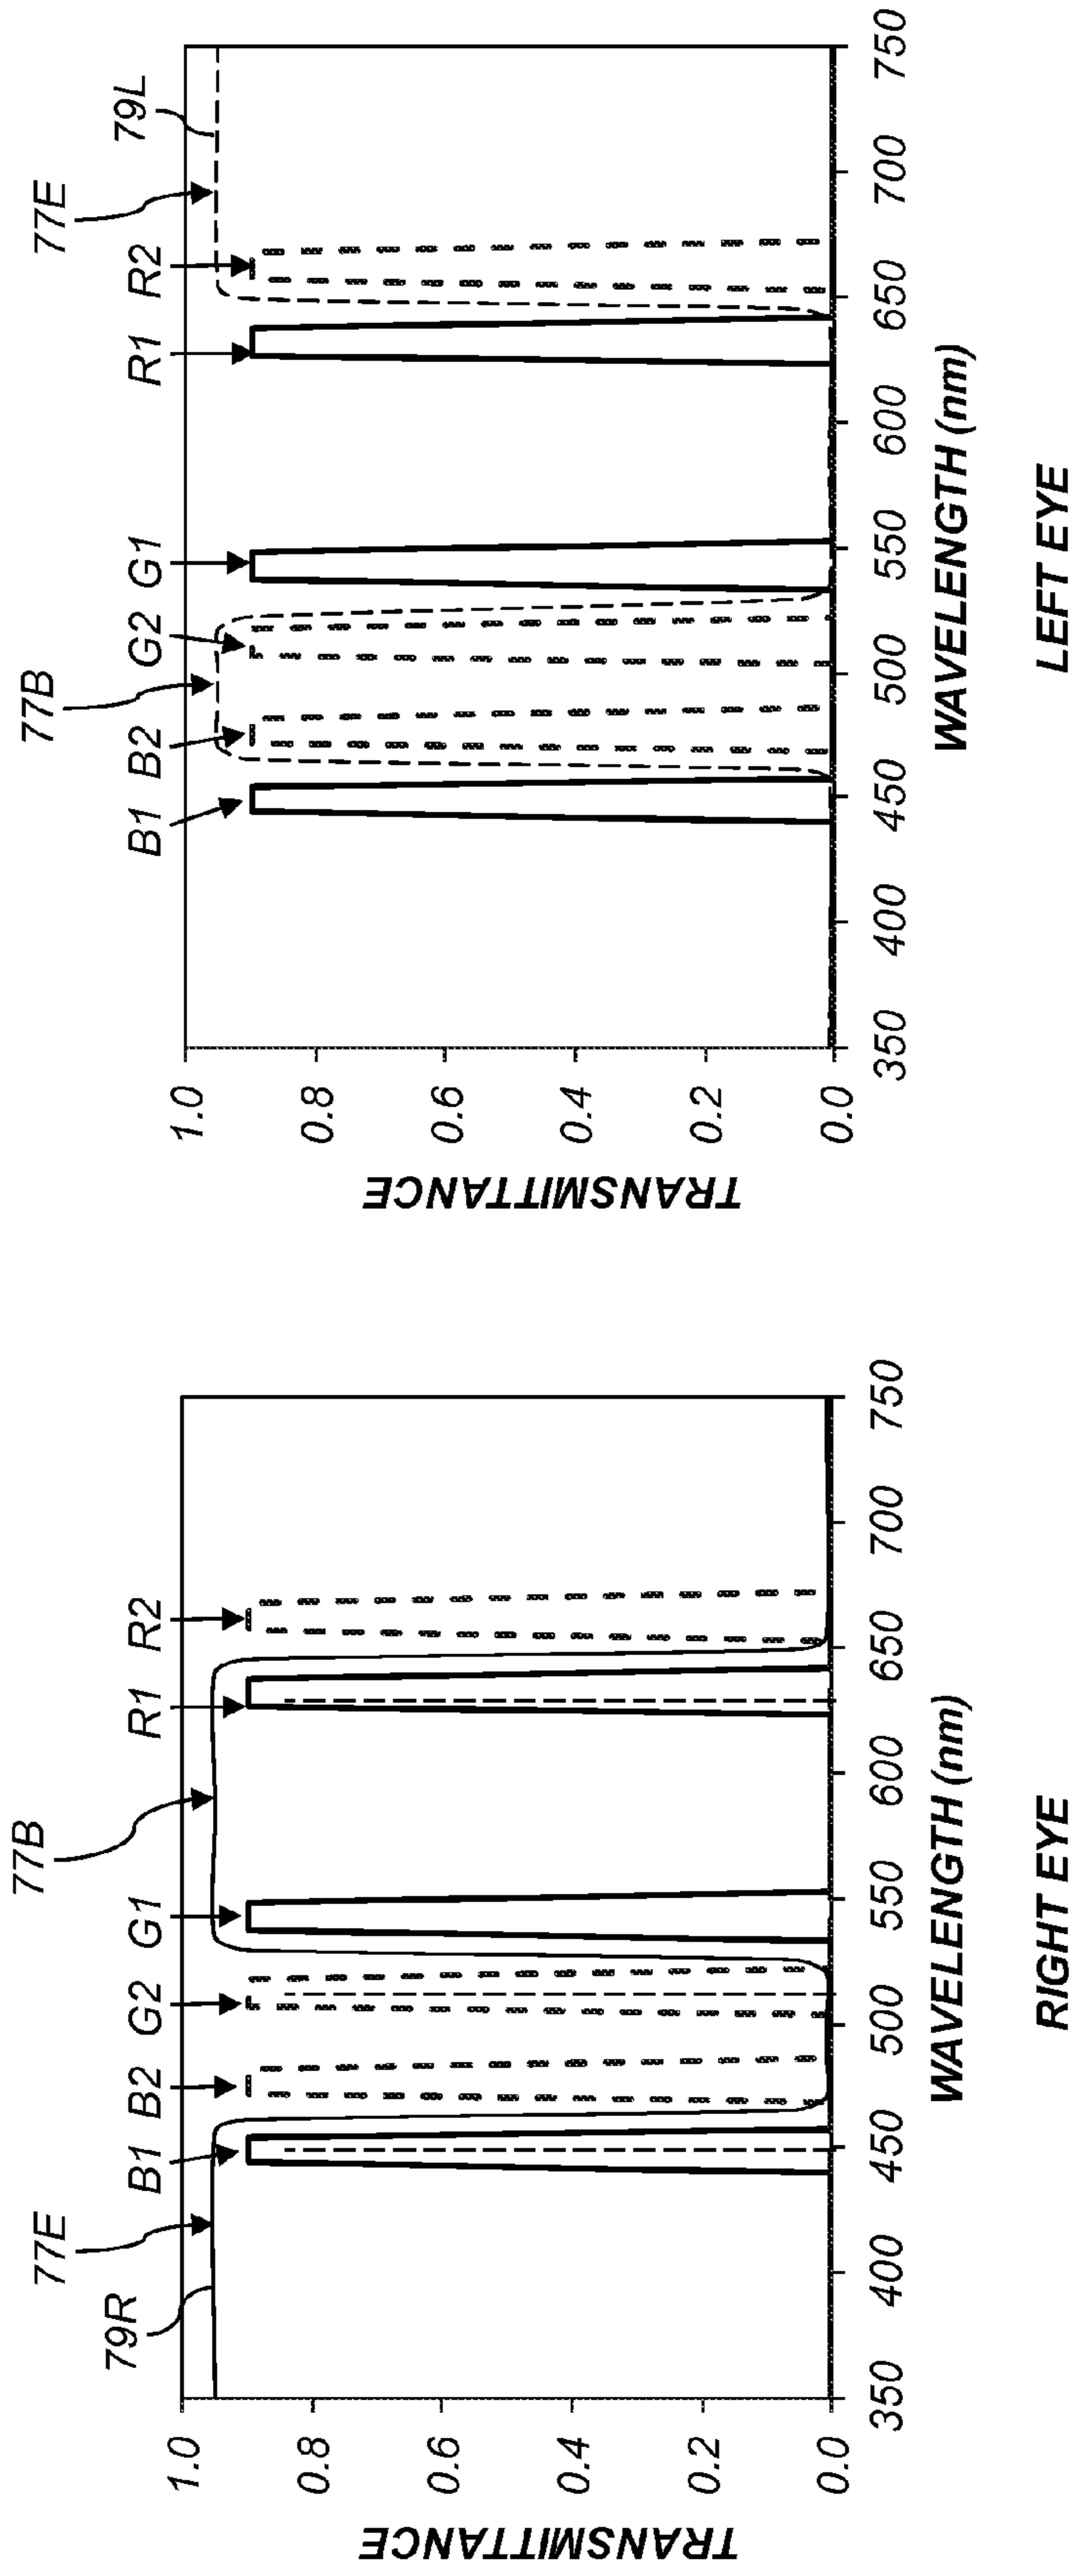 77E
77B
79R
B1
B2
G2
G1
R1
R2
1.0
0.8
0.6
0.4
0.2
0.0
TRANSMITTANCE
350
400
450
500
550
600
650
700
750
WAVELENGTH (nm)
RIGHT EYE
77B
77E
79L
B1
B2
G2
G1
R1
R2
1.0
0.8
0.6
0.4
0.2
0.0
TRANSMITTANCE
350
400
450
500
550
600
650
700
750
WAVELENGTH (nm)
LEFT EYE